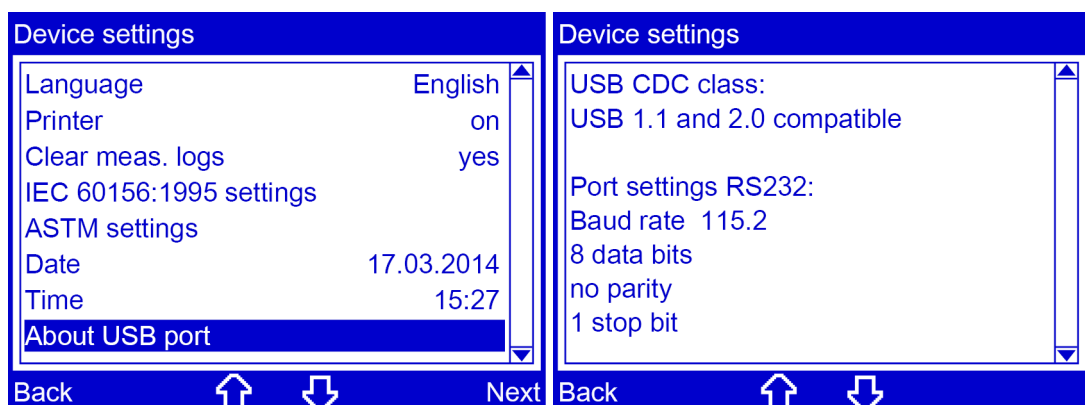 Device settings
Language English
Printer on
Clear meas. logs yes
IEC 60156:1995 settings
ASTM settings
Date 17.03.2014
Time 15:27
About USB port
Back Next
Device settings
USB CDC class:
USB 1.1 and 2.0 compatible
Port settings RS232:
Baud rate 115.2
8 data bits
no parity
1 stop bit
Back